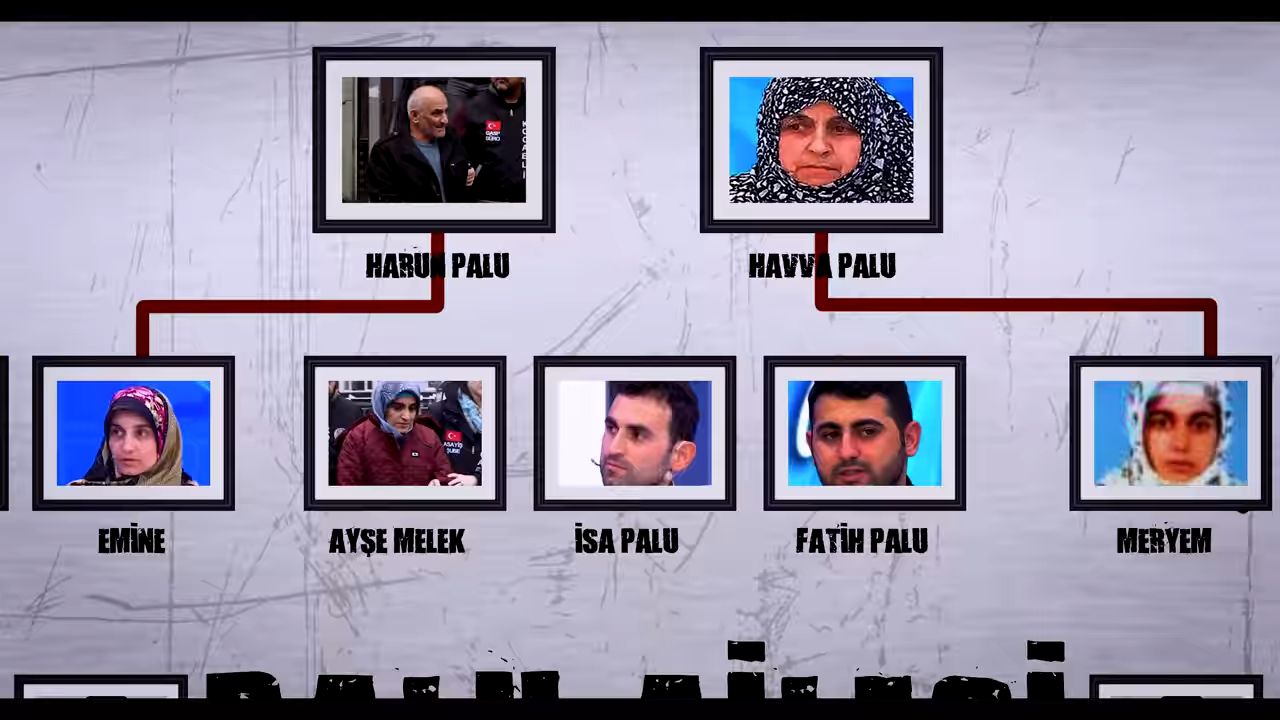 HARUN PALU
HAVVA PALU
EMİNE
AYŞE MELEK
İSA PALU
FATİH PALU
MERYEM